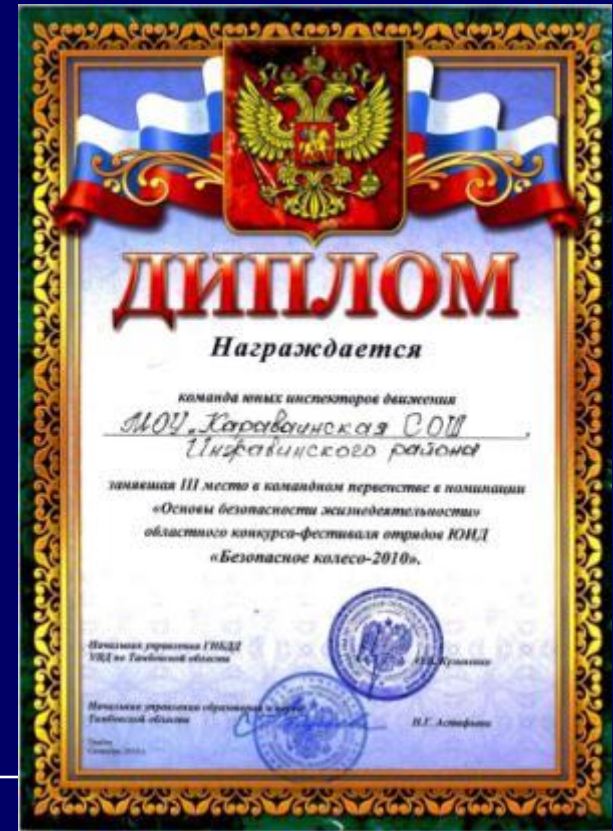 ДИПЛОМ
Награждается
команда юных инспекторов движения
МОУ „Караваинская СОШ
Инжавинского района
занявшая III место в командном первенстве в номинации
«Основы безопасности жизнедеятельности»
областного конкурса-фестиваля отрядов ЮИД
«Безопасное колесо-2010».
Начальник управления ГИБДД
УВД по Тамбовской области
Начальник управления образования и науки
Тамбовской области
Н.Г. Астафьева